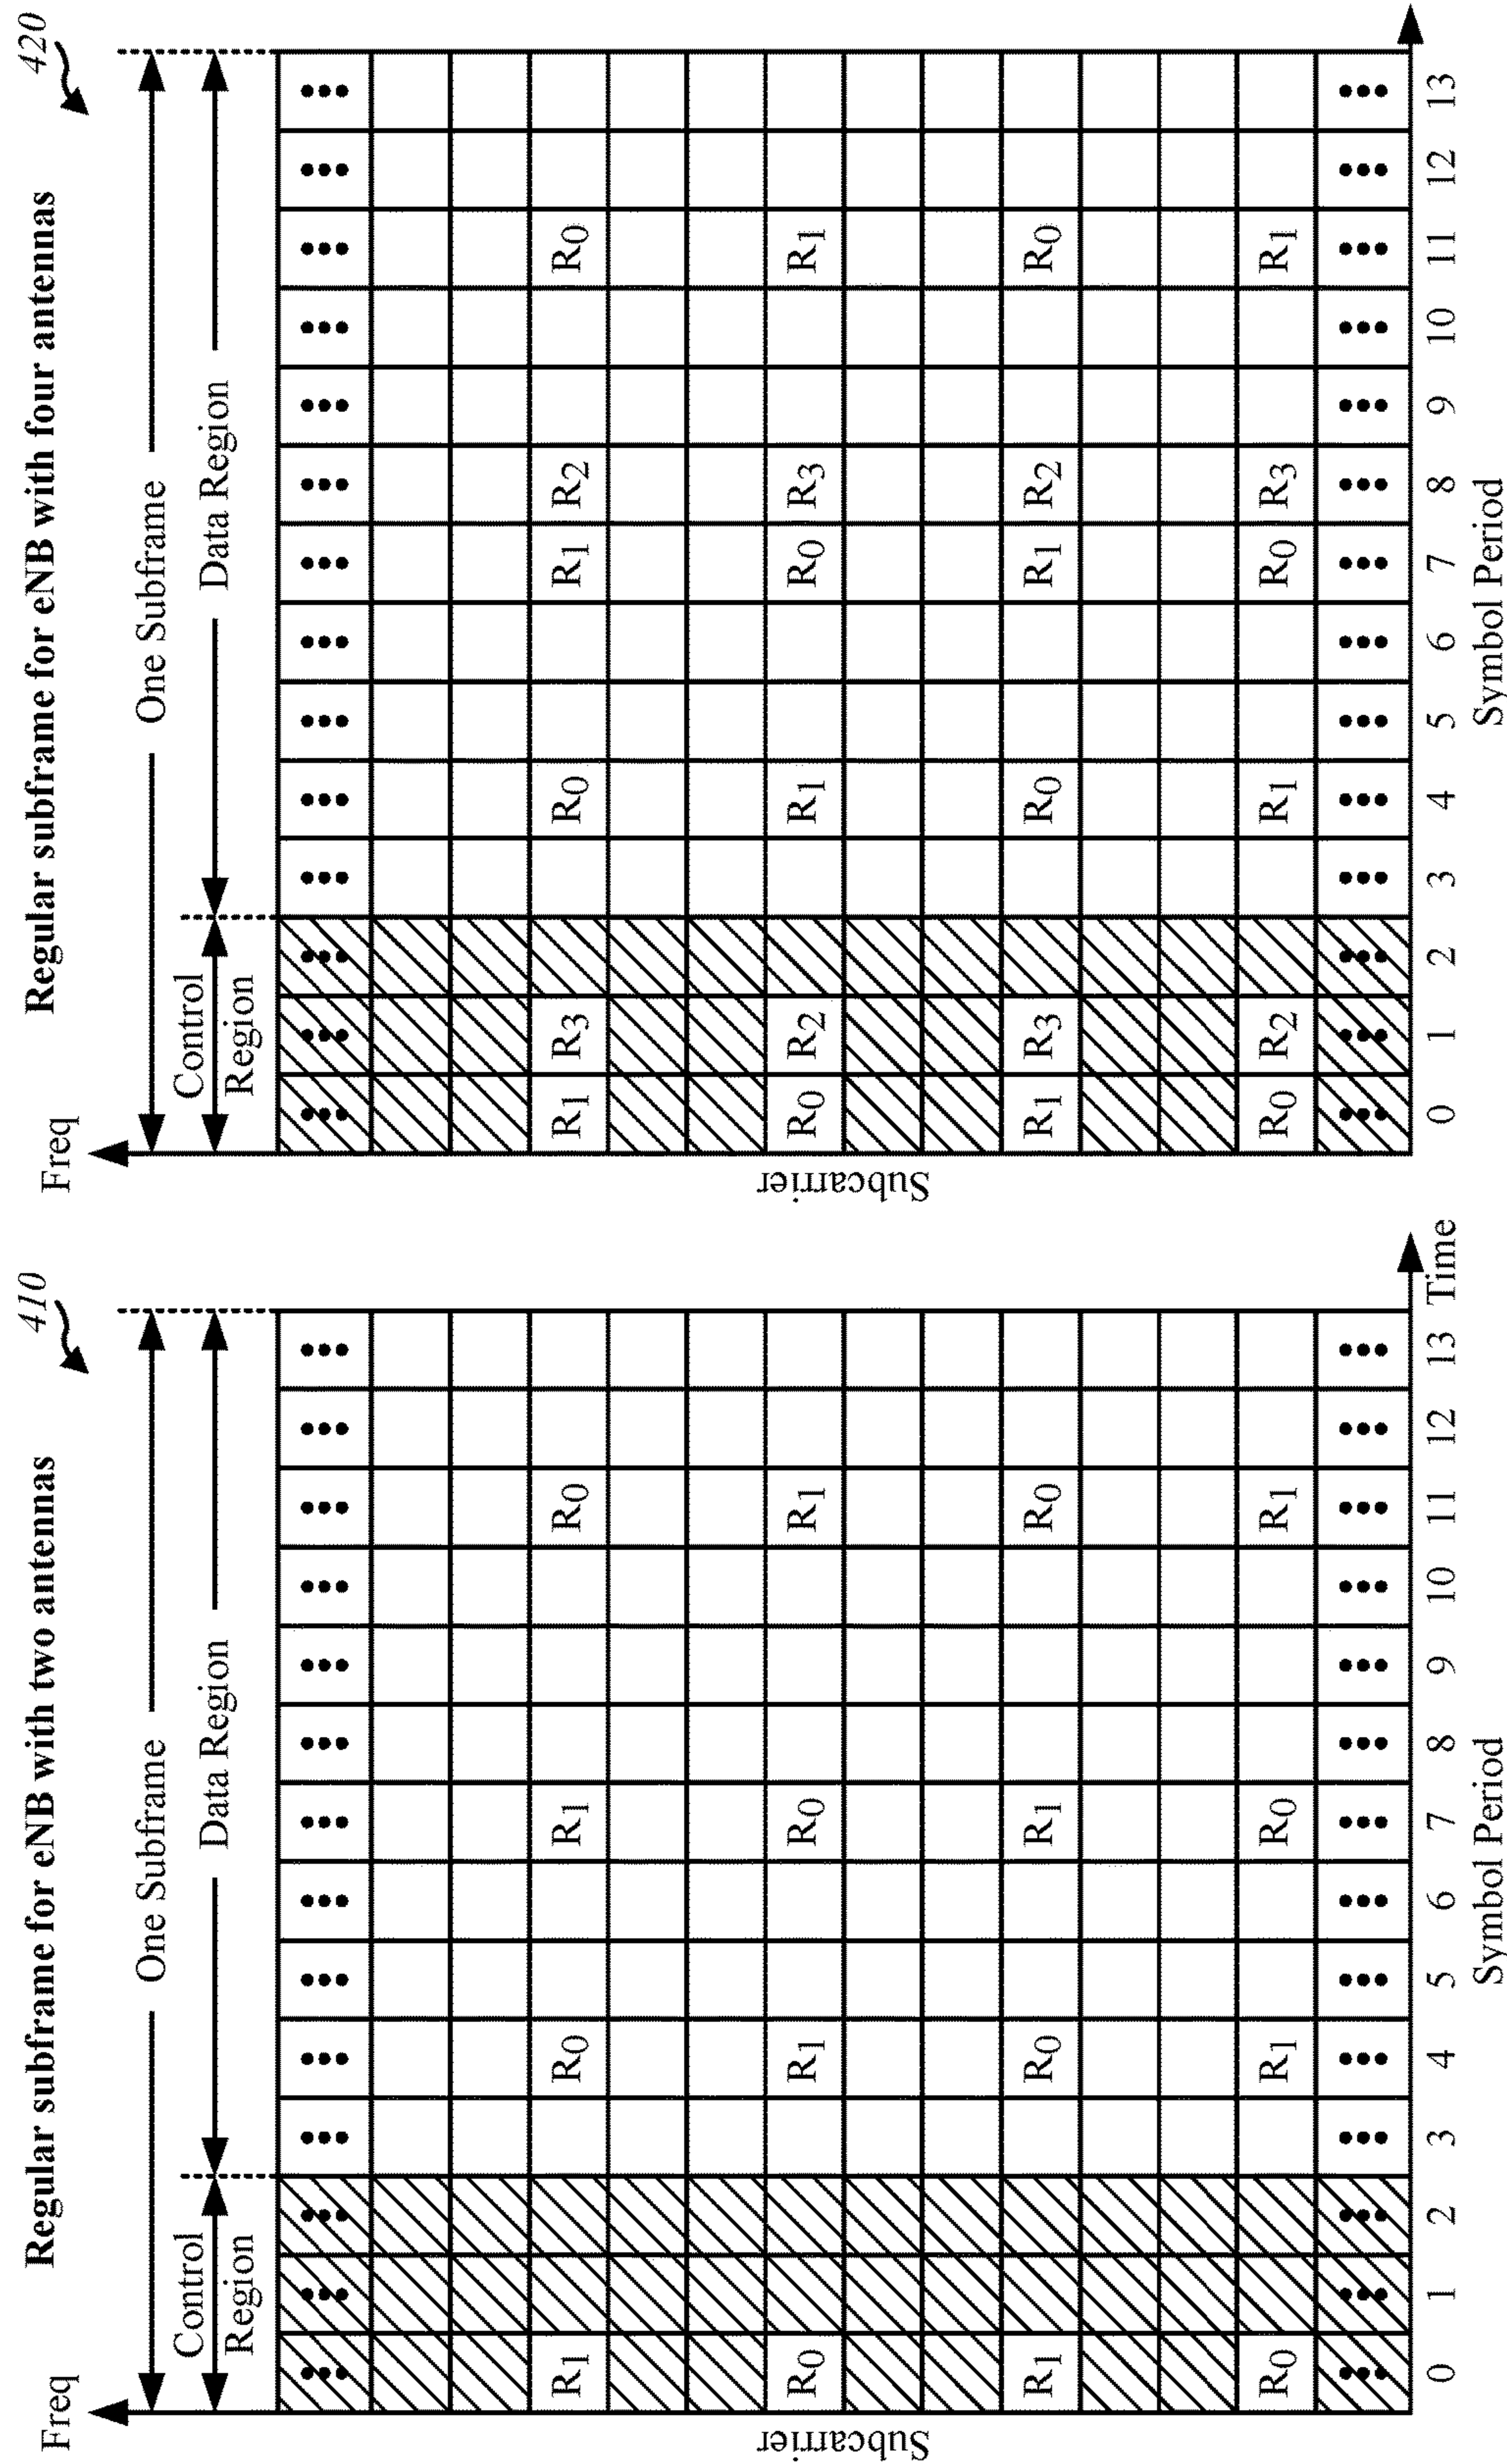 Regular subframe for eNB with two antennas
410
One Subframe
Control
Region
Data Region
Freq
Subcarrier
••• ••• ••• ••• ••• ••• ••• ••• ••• ••• ••• ••• ••• •••
R1 R0 R1 R0
R0 R1 R0 R1
R1 R0 R1 R0
R0 R1 R0 R1
••• ••• ••• ••• ••• ••• ••• ••• ••• ••• ••• ••• ••• •••
0 1 2 3 4 5 6 7 8 9 10 11 12 13 Time
Symbol Period
Regular subframe for eNB with four antennas
420
One Subframe
Control
Region
Data Region
Freq
Subcarrier
••• ••• ••• ••• ••• ••• ••• ••• ••• ••• ••• ••• ••• •••
R1 R3 R0 R1 R2 R0
R0 R2 R1 R0 R3 R1
R1 R3 R0 R1 R2 R0
R0 R2 R1 R0 R3 R1
••• ••• ••• ••• ••• ••• ••• ••• ••• ••• ••• ••• ••• •••
0 1 2 3 4 5 6 7 8 9 10 11 12 13
Symbol Period